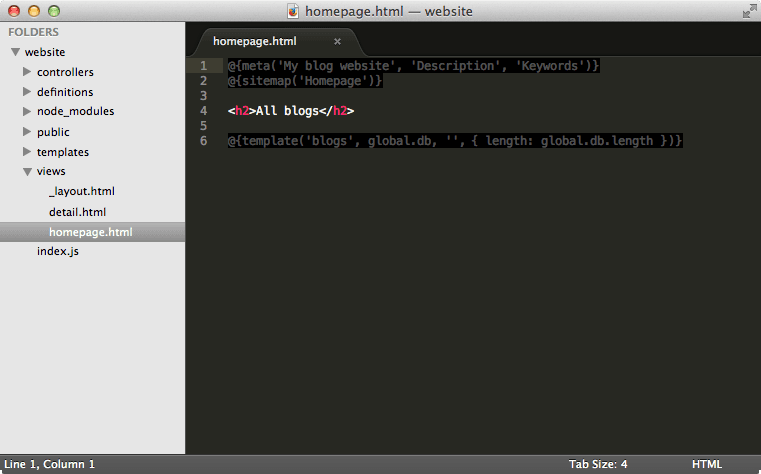 homepage.html — website
FOLDERS
website
controllers
definitions
node_modules
public
templates
views
_layout.html
detail.html
homepage.html
index.js
homepage.html ×
1 @{meta('My blog website', 'Description', 'Keywords')}
2 @{sitemap('Homepage')}
3
4 <h2>All blogs</h2>
5
6 @{template('blogs', global.db, '', { length: global.db.length })}
Line 1, Column 1 Tab Size: 4 HTML